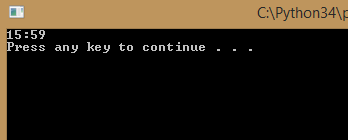 C:\Python34\p
15:59
Press any key to continue . . .